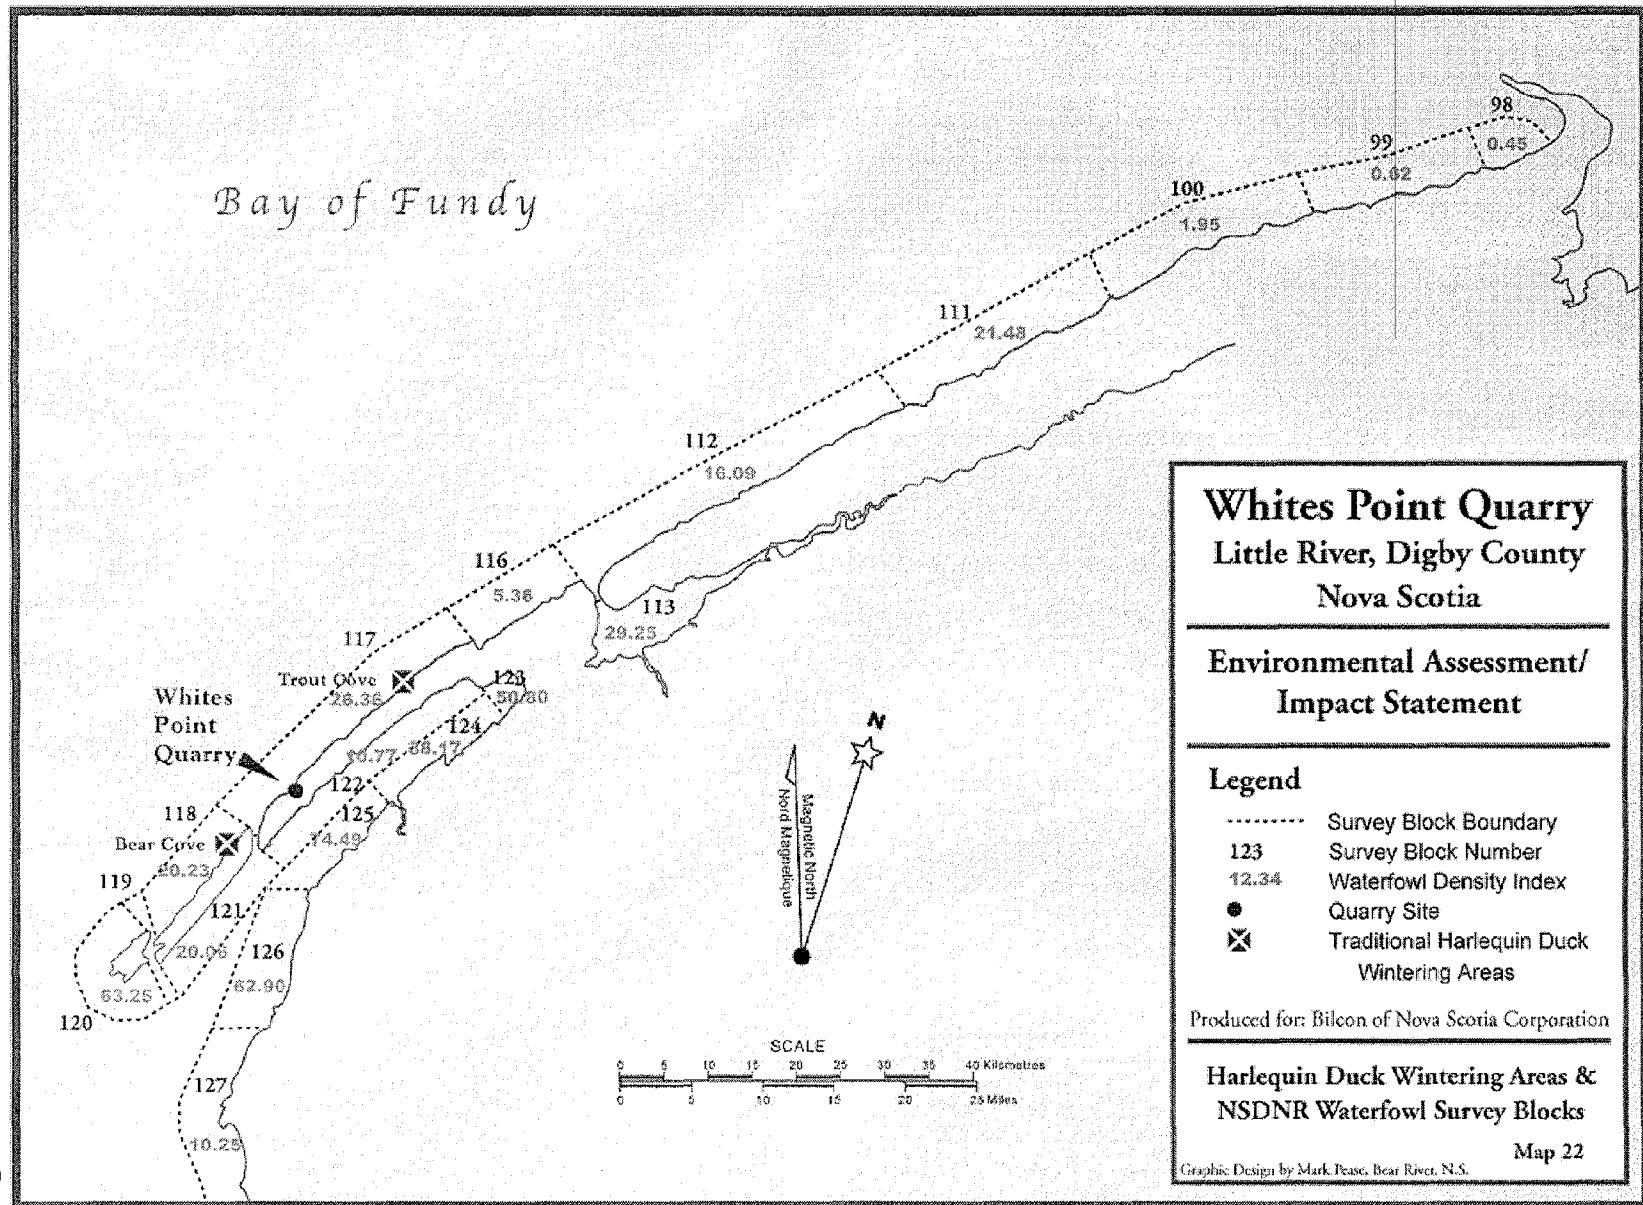 98
0.45
99
0.62
100
1.95
Bay of Fundy
111
21.48
112
16.09
116
5.36
113
29.25
117
Trout Cove
26.36
123
50.80
124
Whites
Point
Quarry
122
125
74.49
118
Bear Cove
20.23
119
121
126
62.90
63.25
120
127
10.25
N
Magnetic North
Nord Magnetique
SCALE
0 5 10 15 20 25 30 35 40 Kilometres
0 5 10 15 20 25 Miles
Whites Point Quarry
Little River, Digby County
Nova Scotia
Environmental Assessment/
Impact Statement
Legend
Survey Block Boundary
123 Survey Block Number
12.34 Waterfowl Density Index
Quarry Site
Traditional Harlequin Duck
Wintering Areas
Produced for: Bilcon of Nova Scotia Corporation
Harlequin Duck Wintering Areas &
NSDNR Waterfowl Survey Blocks
Map 22
Graphic Design by Mark Pease, Bear River, N.S.